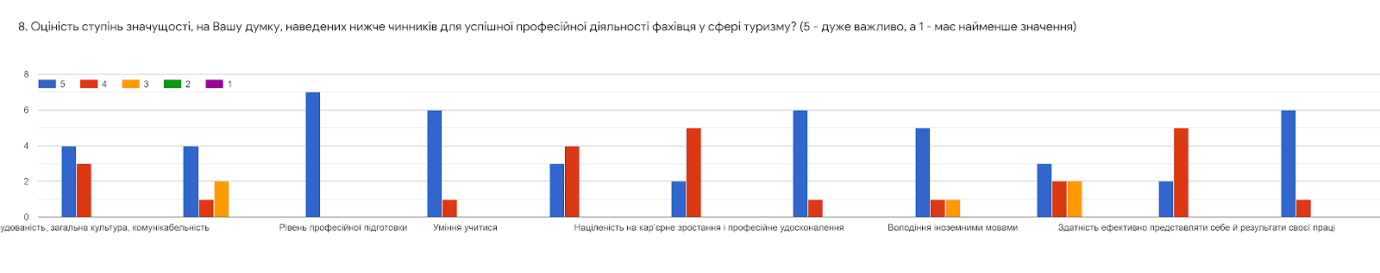 8. Оціність ступінь значущості, на Вашу думку, наведених нижче чинників для успішної професійної діяльності фахівця у сфері туризму? (5 - дуже важливо, а 1 - має найменше значення)
8
5 4 3 2 1
6
4
2
0
удованість, загальна культура, комунікабельність Рівень професійної підготовки Уміння учитися Націленість на кар'єрне зростання і професійне удосконалення Володіння іноземними мовами Здатність ефективно представляти себе й результати своєї праці